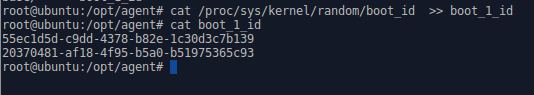 root@ubuntu:/opt/agent# cat /proc/sys/kernel/random/boot_id  >> boot_1_id
root@ubuntu:/opt/agent# cat boot_1_id
55ec1d5d-c9dd-4378-b82e-1c30d3c7b139
20370481-af18-4f95-b5a0-b51975365c93
root@ubuntu:/opt/agent#